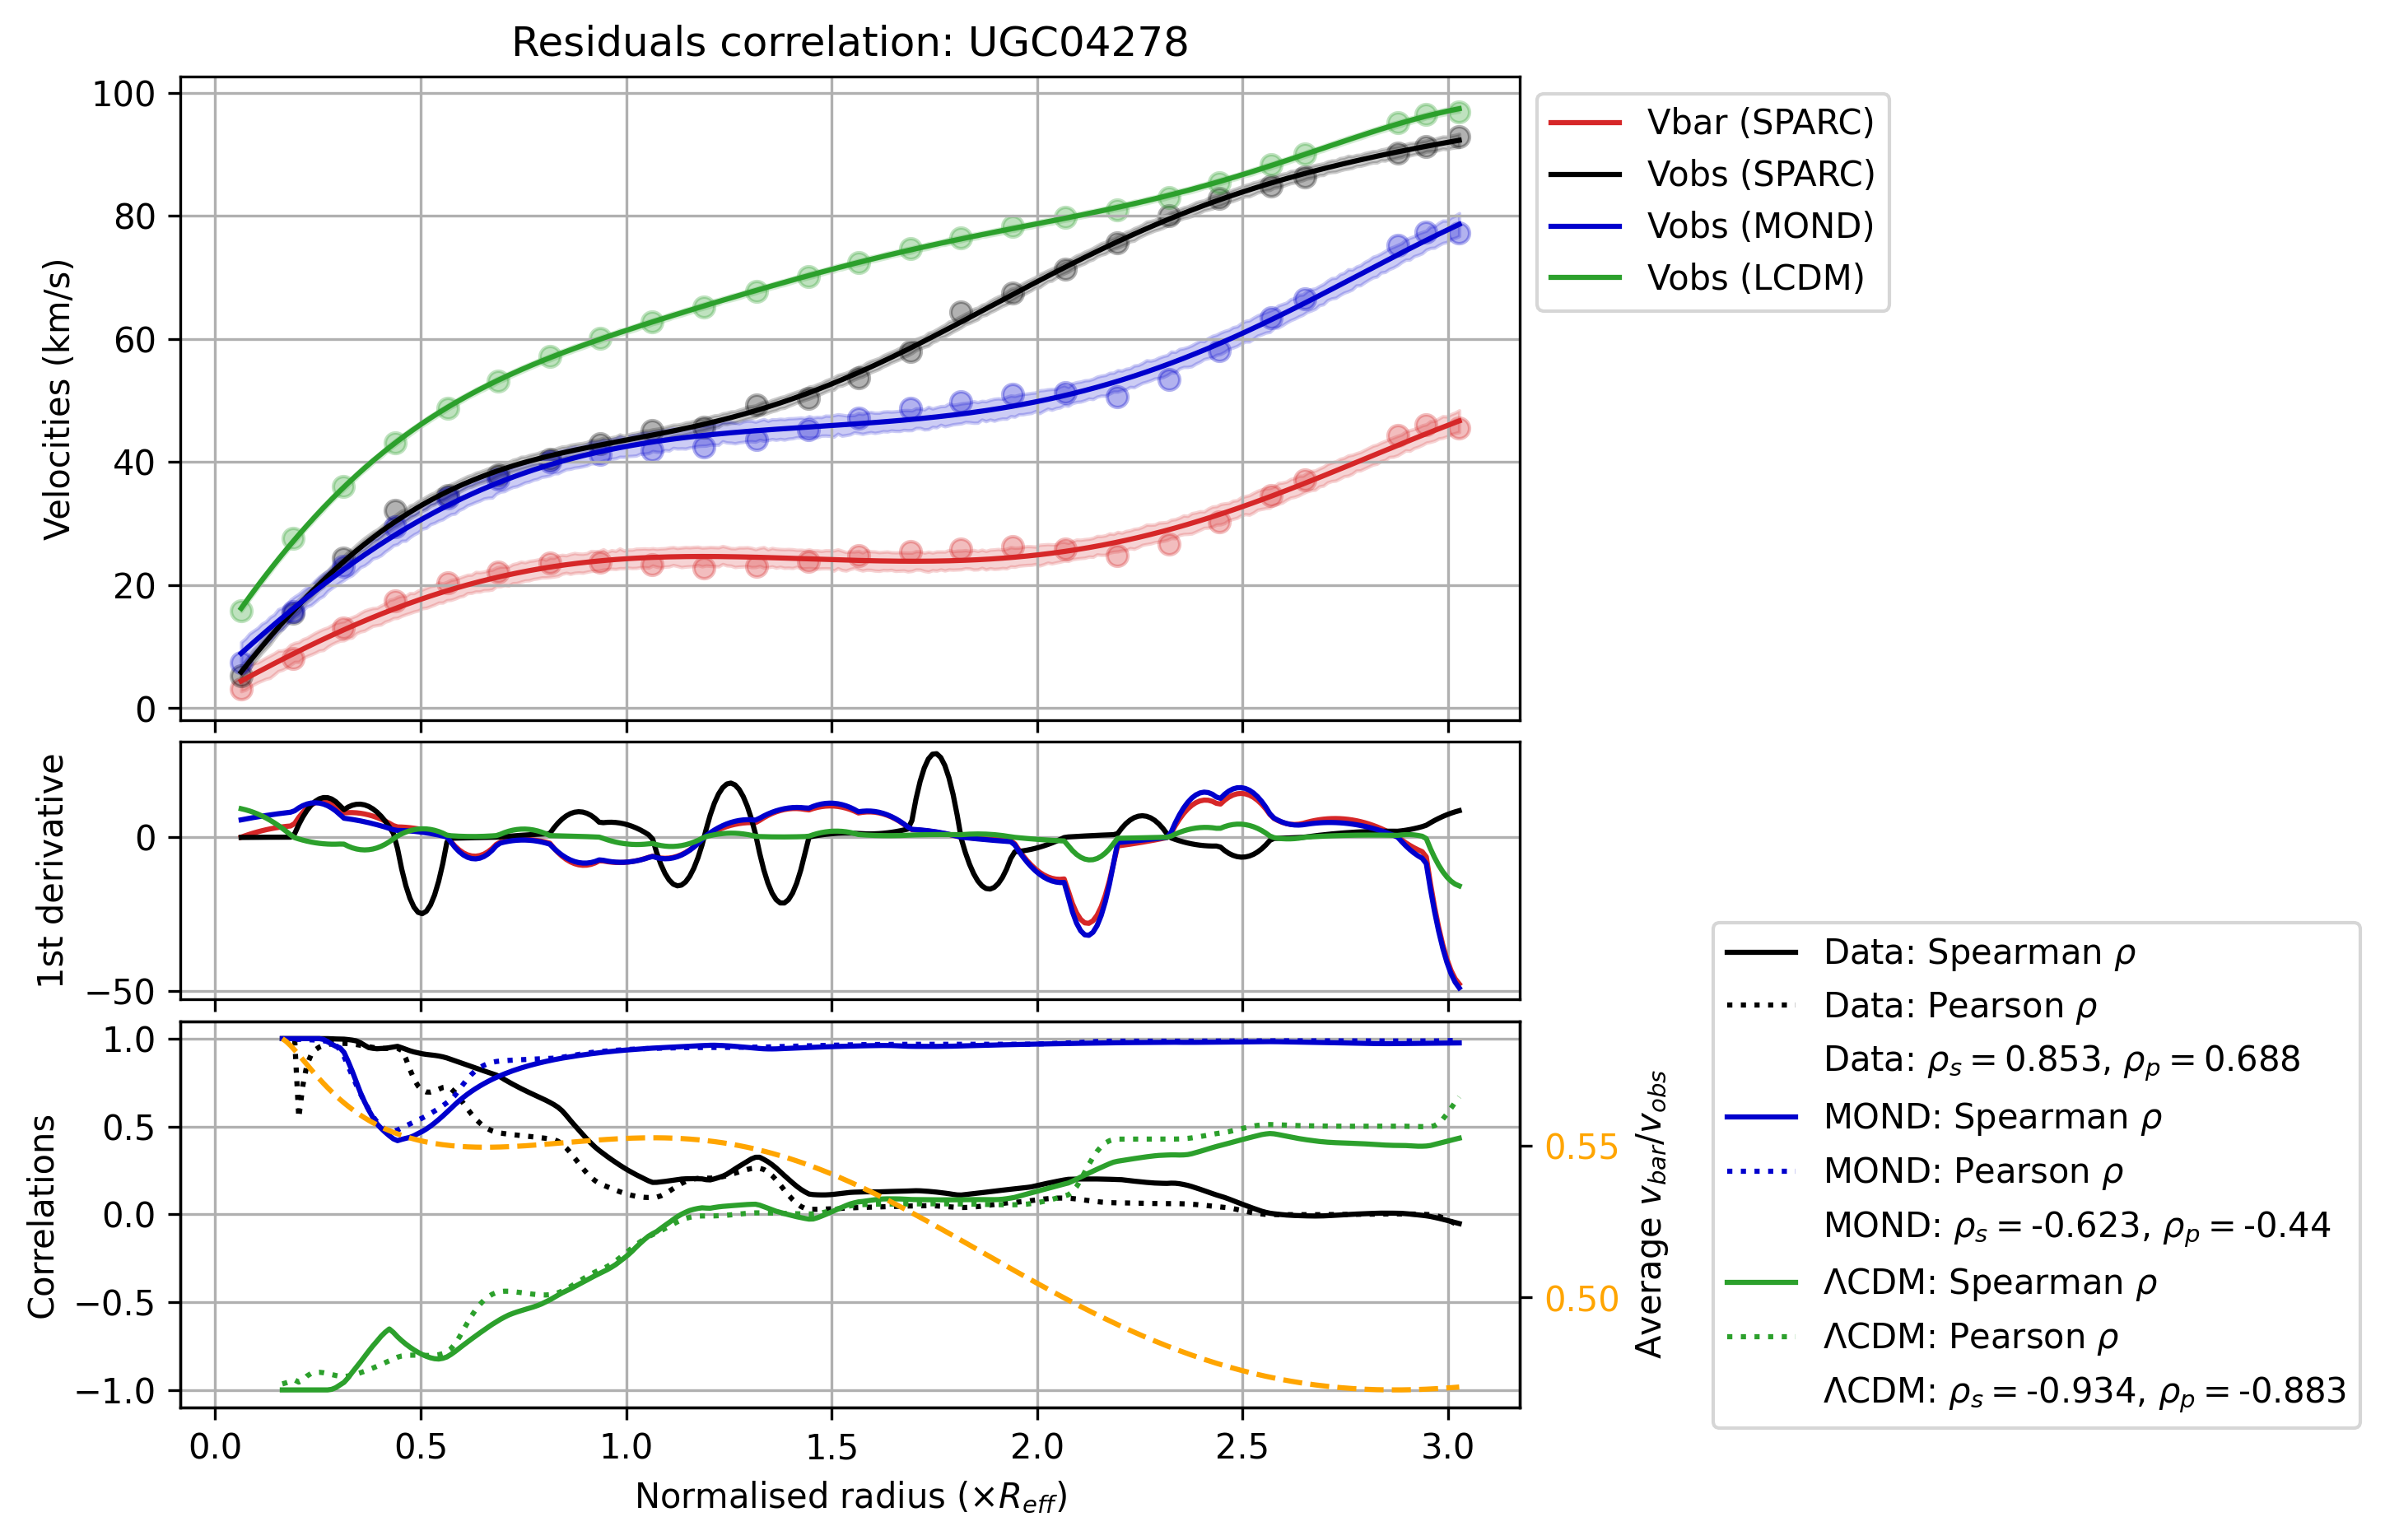 Residuals correlation: UGC04278
100
80
60
40
20
0
Velocities (km/s)
Vbar (SPARC)
Vobs (SPARC)
Vobs (MOND)
Vobs (LCDM)
0
−50
1st derivative
1.0
0.5
0.0
−0.5
−1.0
Correlations
0.55
0.50
Average v_bar/v_obs
0.0 0.5 1.0 1.5 2.0 2.5 3.0
Normalised radius (×R_eff)
Data: Spearman ρ
Data: Pearson ρ
Data: ρ_s = 0.853, ρ_p = 0.688
MOND: Spearman ρ
MOND: Pearson ρ
MOND: ρ_s = -0.623, ρ_p = -0.44
ΛCDM: Spearman ρ
ΛCDM: Pearson ρ
ΛCDM: ρ_s = -0.934, ρ_p = -0.883